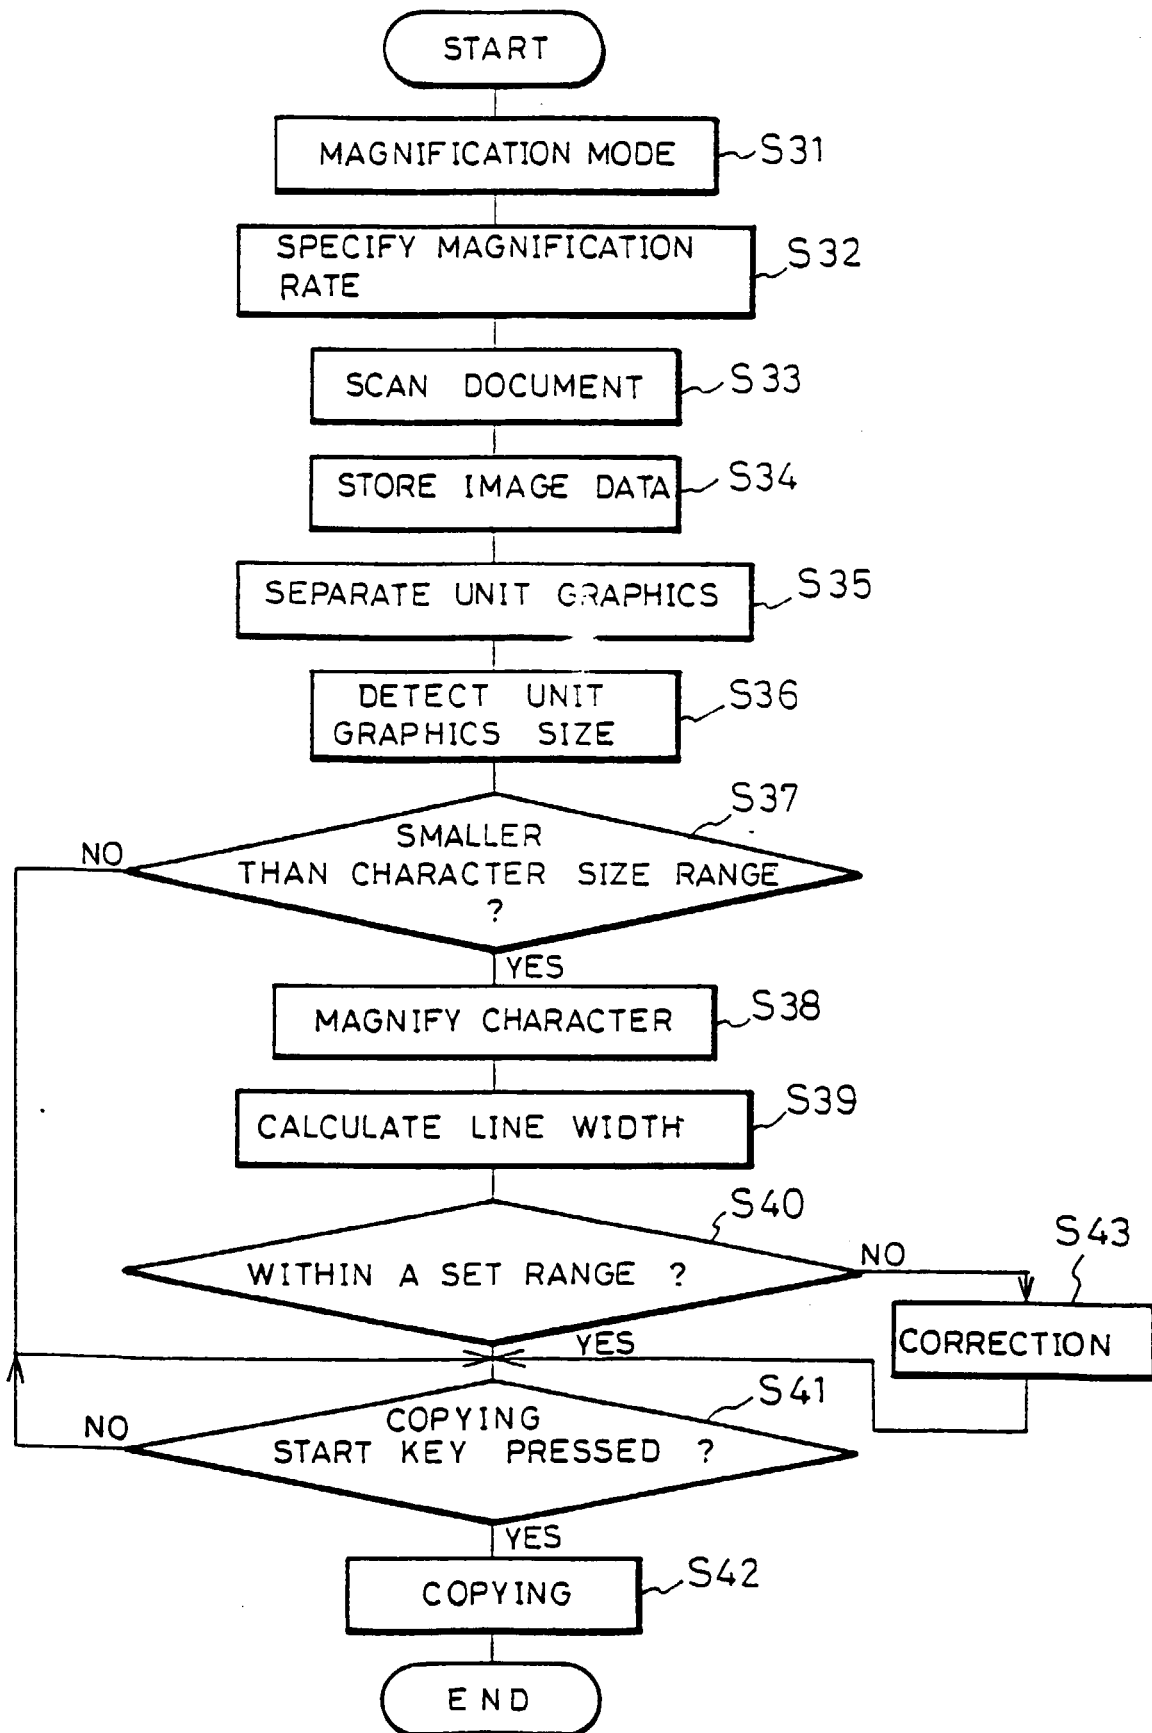 START
MAGNIFICATION MODE
S31
SPECIFY MAGNIFICATION
RATE
S32
SCAN DOCUMENT
S33
STORE IMAGE DATA
S34
SEPARATE UNIT GRAPHICS
S35
DETECT UNIT
GRAPHICS SIZE
S36
S37
SMALLER
THAN CHARACTER SIZE RANGE
?
NO
YES
MAGNIFY CHARACTER
S38
CALCULATE LINE WIDTH
S39
S40
WITHIN A SET RANGE ?
NO
S43
CORRECTION
YES
S41
COPYING
START KEY PRESSED ?
NO
YES
COPYING
S42
END